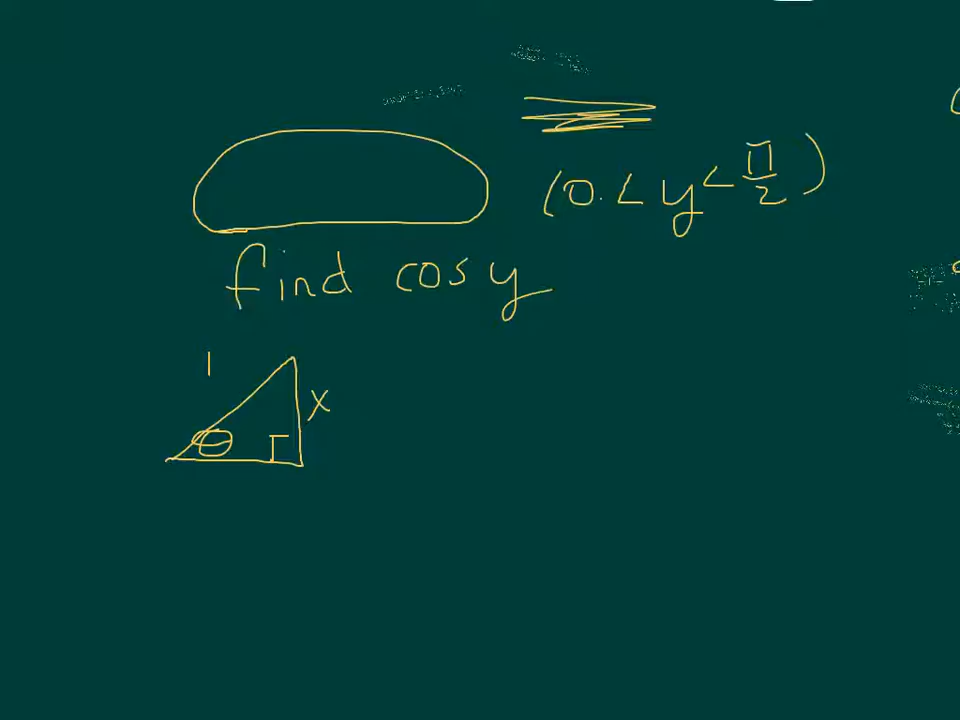 (0 < y < π/2)
find cos y
1
x
θ